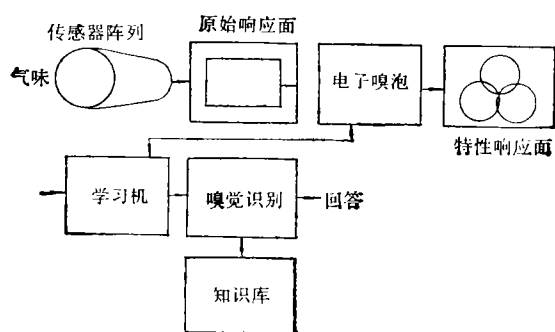 传感器阵列
原始响应面
气味
电子嗅泡
特性响应面
学习机
嗅觉识别
回答
知识库